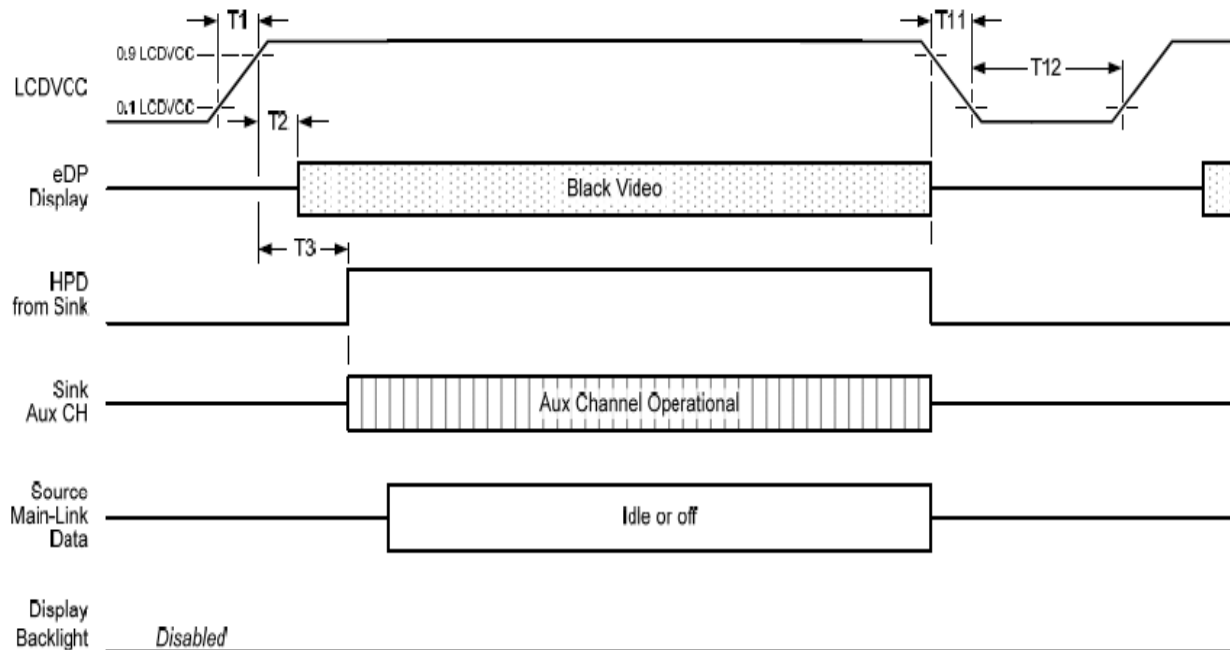 T1
T11
0.9 LCDVCC
LCDVCC
T12
0.1 LCDVCC
T2
eDP
Display
Black Video
T3
HPD
from Sink
Sink
Aux CH
Aux Channel Operational
Source
Main-Link
Data
Idle or off
Display
Backlight
Disabled